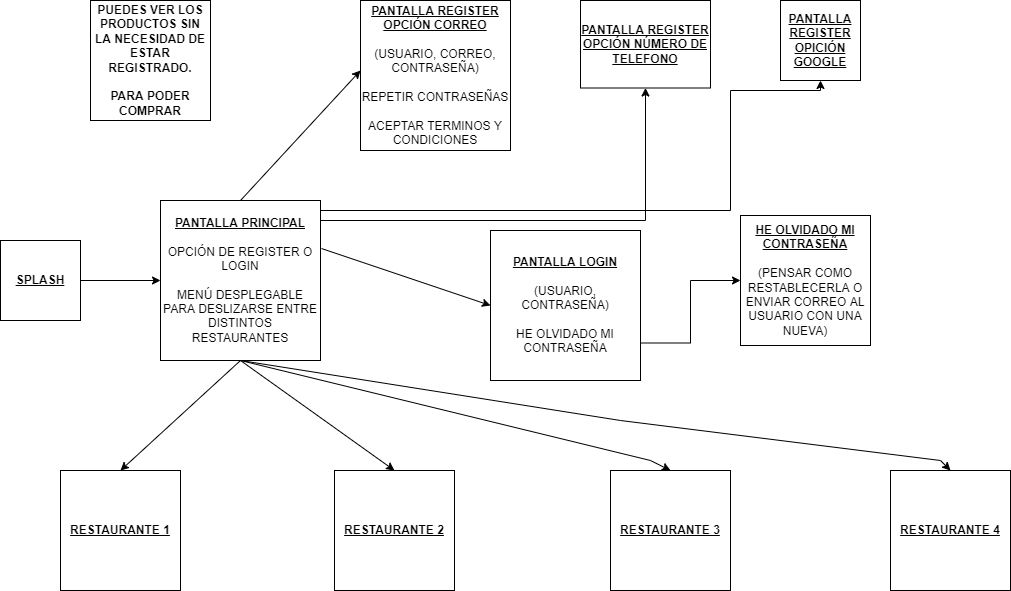 PUEDES VER LOS
PRODUCTOS SIN
LA NECESIDAD DE
ESTAR
REGISTRADO.
PARA PODER
COMPRAR
PANTALLA REGISTER
OPCIÓN CORREO
(USUARIO, CORREO,
CONTRASEÑA)
REPETIR CONTRASEÑAS
ACEPTAR TERMINOS Y
CONDICIONES
PANTALLA REGISTER
OPCIÓN NÚMERO DE
TELEFONO
PANTALLA
REGISTER
OPICIÓN
GOOGLE
SPLASH
PANTALLA PRINCIPAL
OPCIÓN DE REGISTER O
LOGIN
MENÚ DESPLEGABLE
PARA DESLIZARSE ENTRE
DISTINTOS
RESTAURANTES
PANTALLA LOGIN
(USUARIO,
CONTRASEÑA)
HE OLVIDADO MI
CONTRASEÑA
HE OLVIDADO MI
CONTRASEÑA
(PENSAR COMO
RESTABLECERLA O
ENVIAR CORREO AL
USUARIO CON UNA
NUEVA)
RESTAURANTE 1
RESTAURANTE 2
RESTAURANTE 3
RESTAURANTE 4